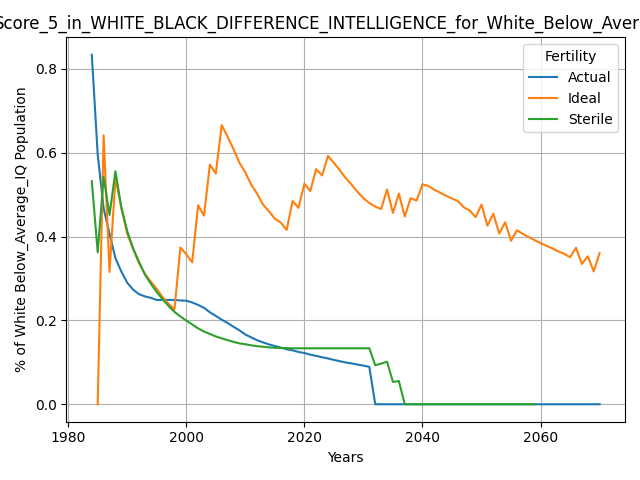 Score_5_in_WHITE_BLACK_DIFFERENCE_INTELLIGENCE_for_White_Below_Aver
% of White Below_Average_IQ Population
0.8
0.6
0.4
0.2
0.0
Fertility
Actual
Ideal
Sterile
1980 2000 2020 2040 2060
Years